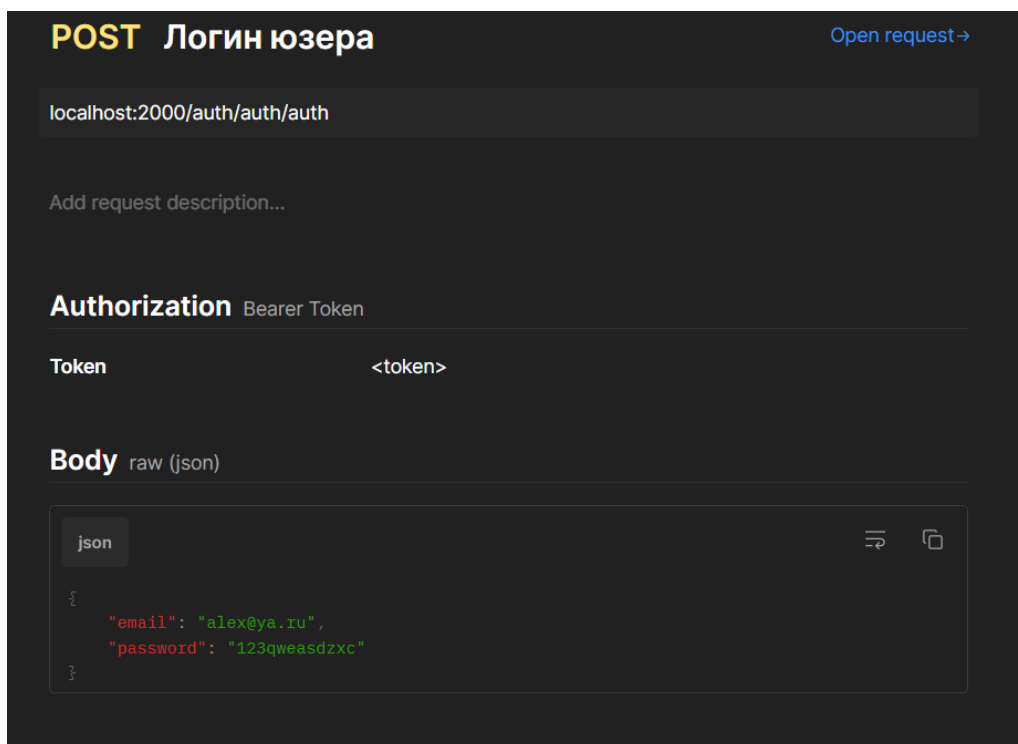 POST Логин юзера
Open request→
localhost:2000/auth/auth/auth
Add request description...
Authorization Bearer Token
Token <token>
Body raw (json)
json
{
"email": "alex@ya.ru",
"password": "123qweasdzxc"
}